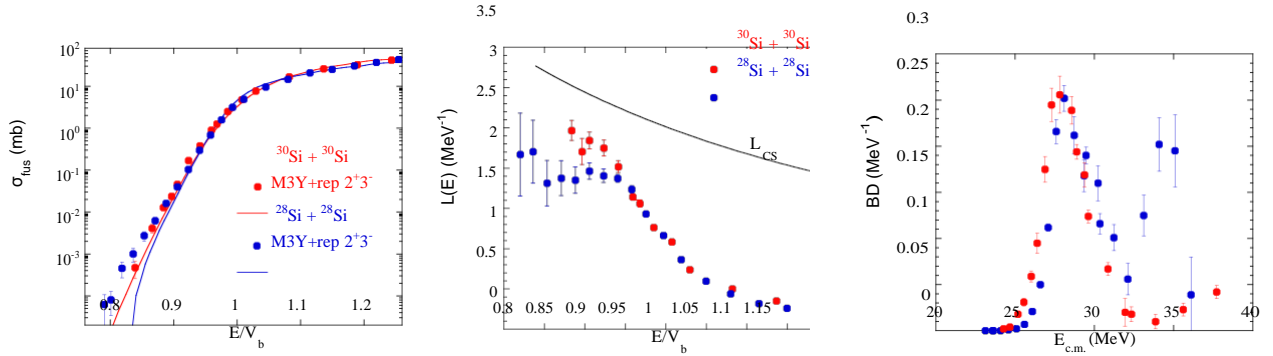 10²
10¹
10⁰
10⁻¹
10⁻²
10⁻³
σfus (mb)
³⁰Si + ³⁰Si
M3Y+rep 2⁺3⁻
²⁸Si + ²⁸Si
M3Y+rep 2⁺3⁻
0.8 0.9 1 1.1 1.2
E/Vb
3.5
3
2.5
2
1.5
1
0.5
0
L(E) (MeV⁻¹)
³⁰Si + ³⁰Si
²⁸Si + ²⁸Si
LCS
0.8 0.85 0.9 0.95 1 1.05 1.1 1.15
E/Vb
0.3
0.25
0.2
0.15
0.1
0.05
0
BD (MeV⁻¹)
20 25 30 35 40
Ec.m. (MeV)